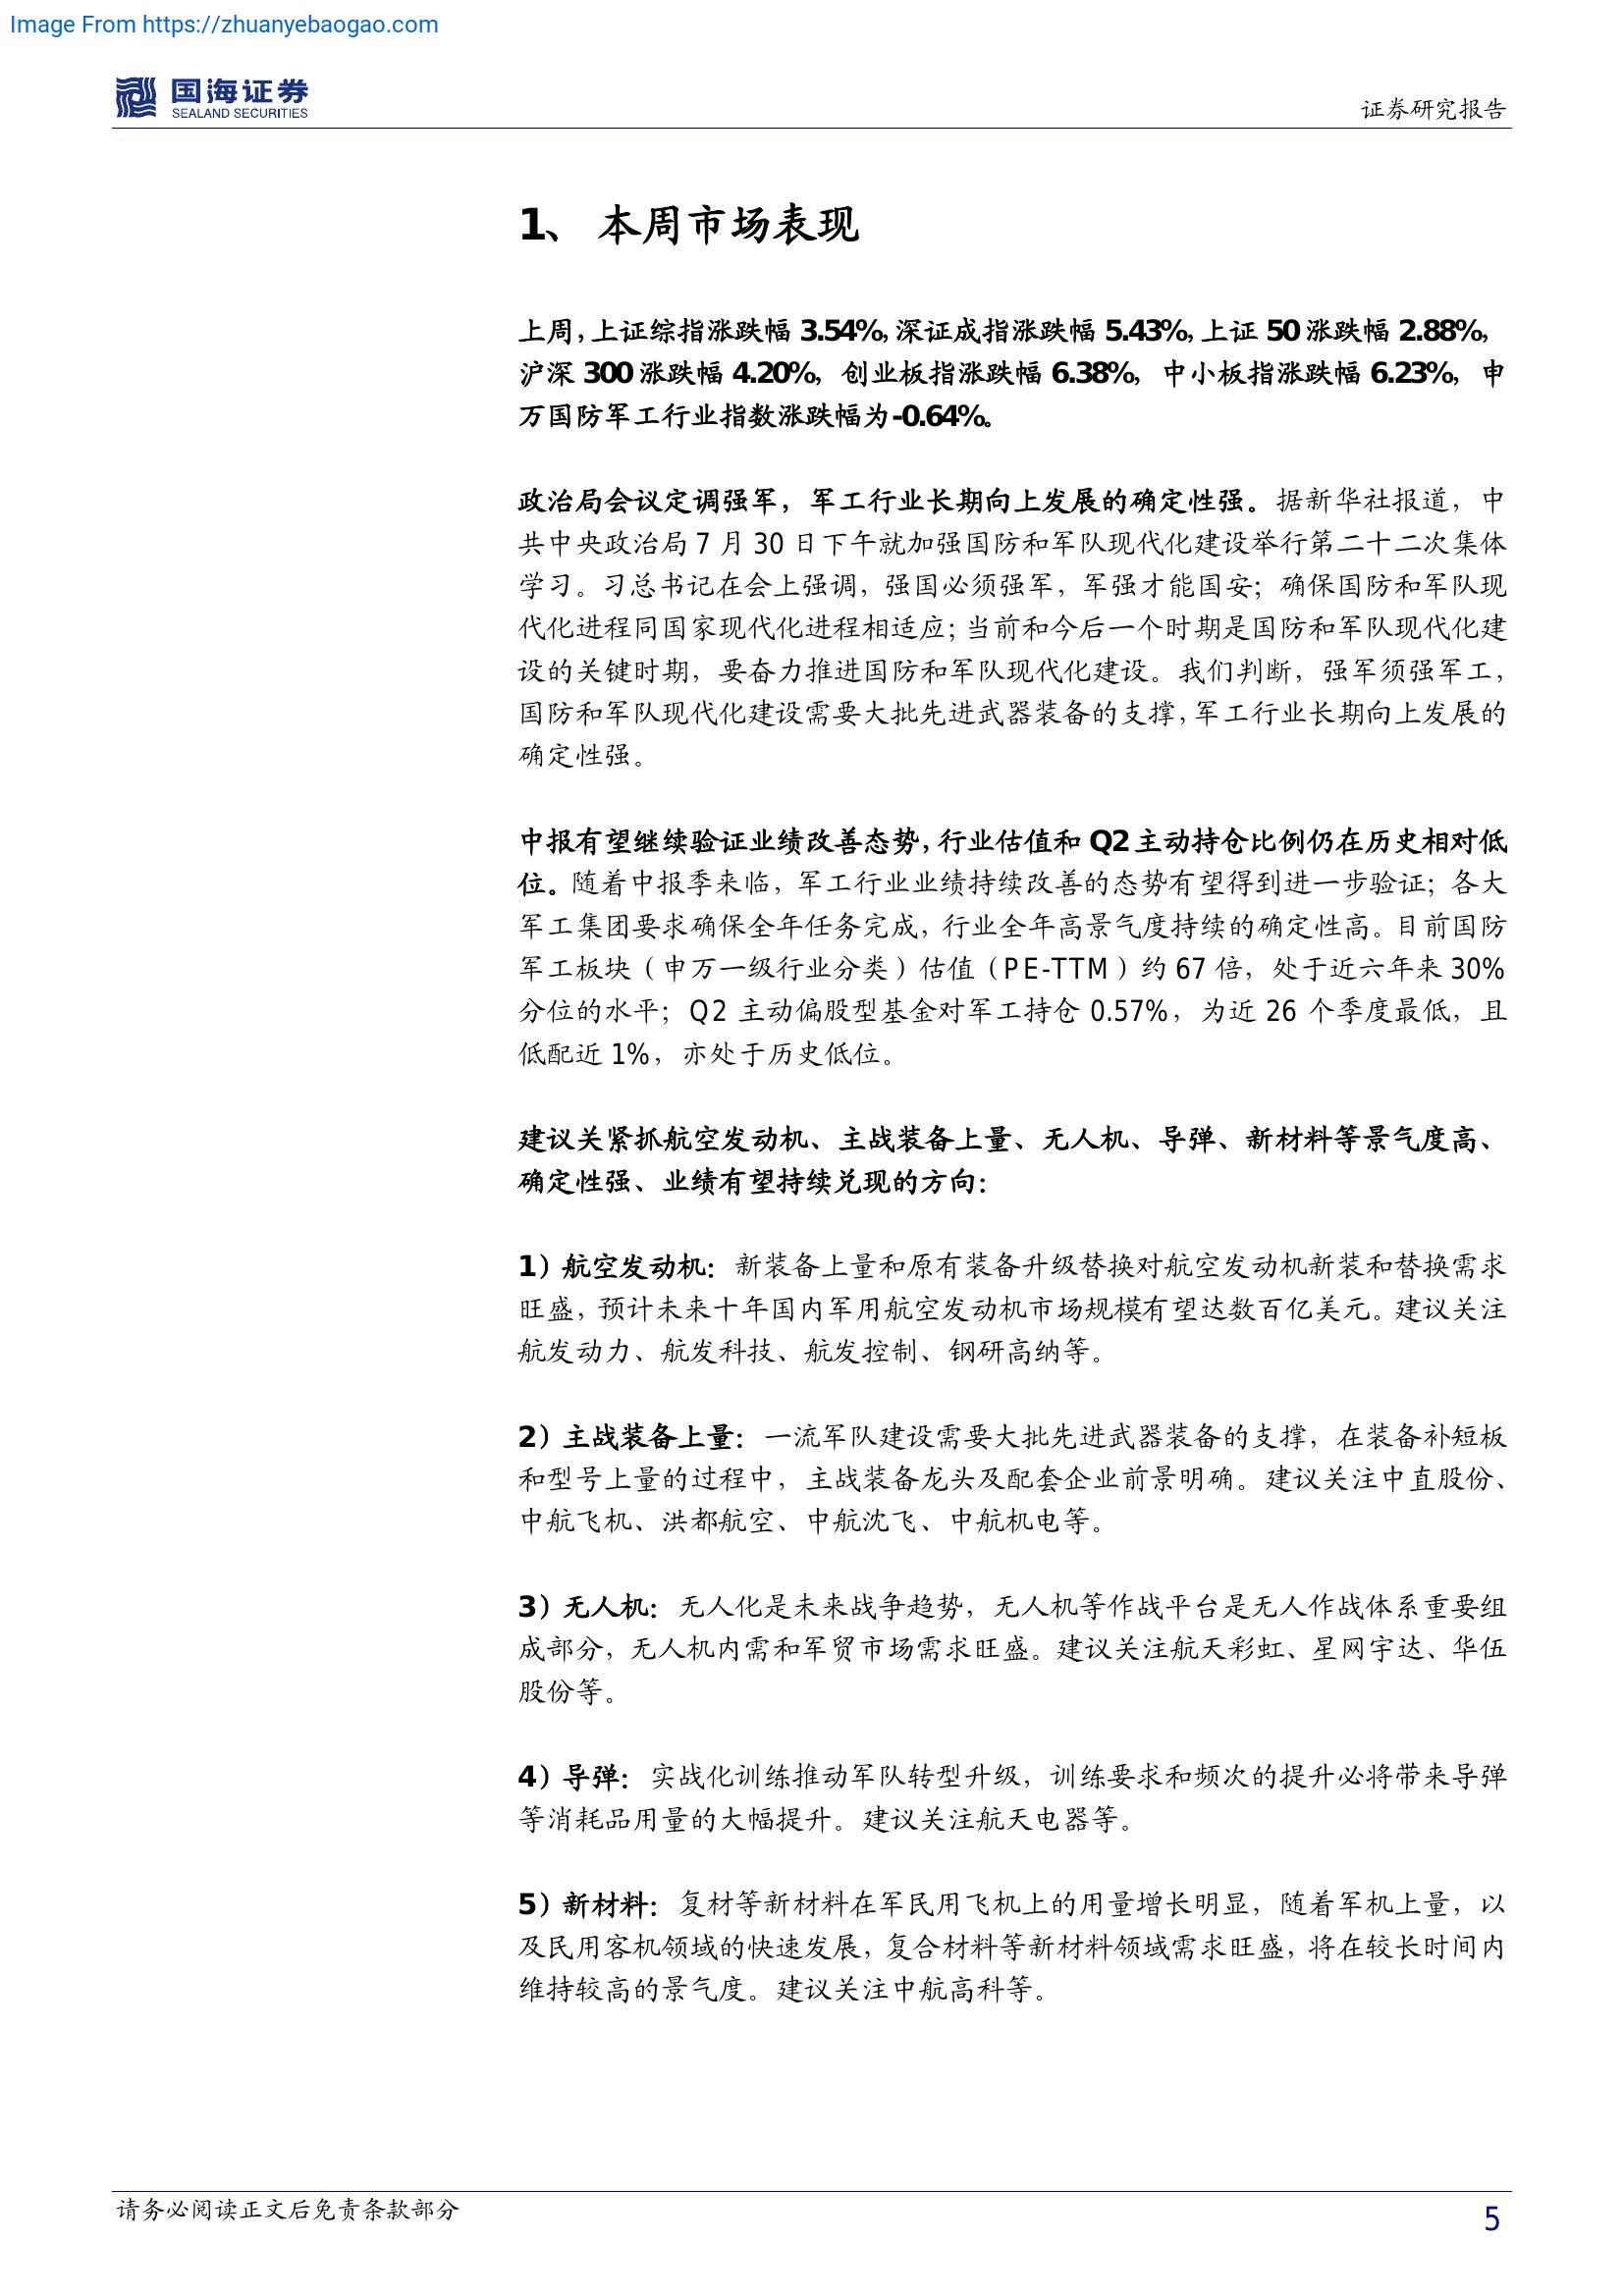 Image From https://zhuanyebaogao.com
国海证券
SEALAND SECURITIES
证券研究报告
1、 本周市场表现
上周，上证综指涨跌幅 3.54%，深证成指涨跌幅 5.43%，上证 50 涨跌幅 2.88%，
沪深 300 涨跌幅 4.20%，创业板指涨跌幅 6.38%，中小板指涨跌幅 6.23%，申
万国防军工行业指数涨跌幅为-0.64%。
政治局会议定调强军，军工行业长期向上发展的确定性强。据新华社报道，中
共中央政治局 7 月 30 日下午就加强国防和军队现代化建设举行第二十二次集体
学习。习总书记在会上强调，强国必须强军，军强才能国安；确保国防和军队现
代化进程同国家现代化进程相适应；当前和今后一个时期是国防和军队现代化建
设的关键时期，要奋力推进国防和军队现代化建设。我们判断，强军须强军工，
国防和军队现代化建设需要大批先进武器装备的支撑，军工行业长期向上发展的
确定性强。
中报有望继续验证业绩改善态势，行业估值和 Q2 主动持仓比例仍在历史相对低
位。随着中报季来临，军工行业业绩持续改善的态势有望得到进一步验证；各大
军工集团要求确保全年任务完成，行业全年高景气度持续的确定性高。目前国防
军工板块（申万一级行业分类）估值（PE-TTM）约 67 倍，处于近六年来 30%
分位的水平；Q2 主动偏股型基金对军工持仓 0.57%，为近 26 个季度最低，且
低配近 1%，亦处于历史低位。
建议关紧抓航空发动机、主战装备上量、无人机、导弹、新材料等景气度高、
确定性强、业绩有望持续兑现的方向：
1）航空发动机：新装备上量和原有装备升级替换对航空发动机新装和替换需求
旺盛，预计未来十年国内军用航空发动机市场规模有望达数百亿美元。建议关注
航发动力、航发科技、航发控制、钢研高纳等。
2）主战装备上量：一流军队建设需要大批先进武器装备的支撑，在装备补短板
和型号上量的过程中，主战装备龙头及配套企业前景明确。建议关注中直股份、
中航飞机、洪都航空、中航沈飞、中航机电等。
3）无人机：无人化是未来战争趋势，无人机等作战平台是无人作战体系重要组
成部分，无人机内需和军贸市场需求旺盛。建议关注航天彩虹、星网宇达、华伍
股份等。
4）导弹：实战化训练推动军队转型升级，训练要求和频次的提升必将带来导弹
等消耗品用量的大幅提升。建议关注航天电器等。
5）新材料：复材等新材料在军民用飞机上的用量增长明显，随着军机上量，以
及民用客机领域的快速发展，复合材料等新材料领域需求旺盛，将在较长时间内
维持较高的景气度。建议关注中航高科等。
请务必阅读正文后免责条款部分
5